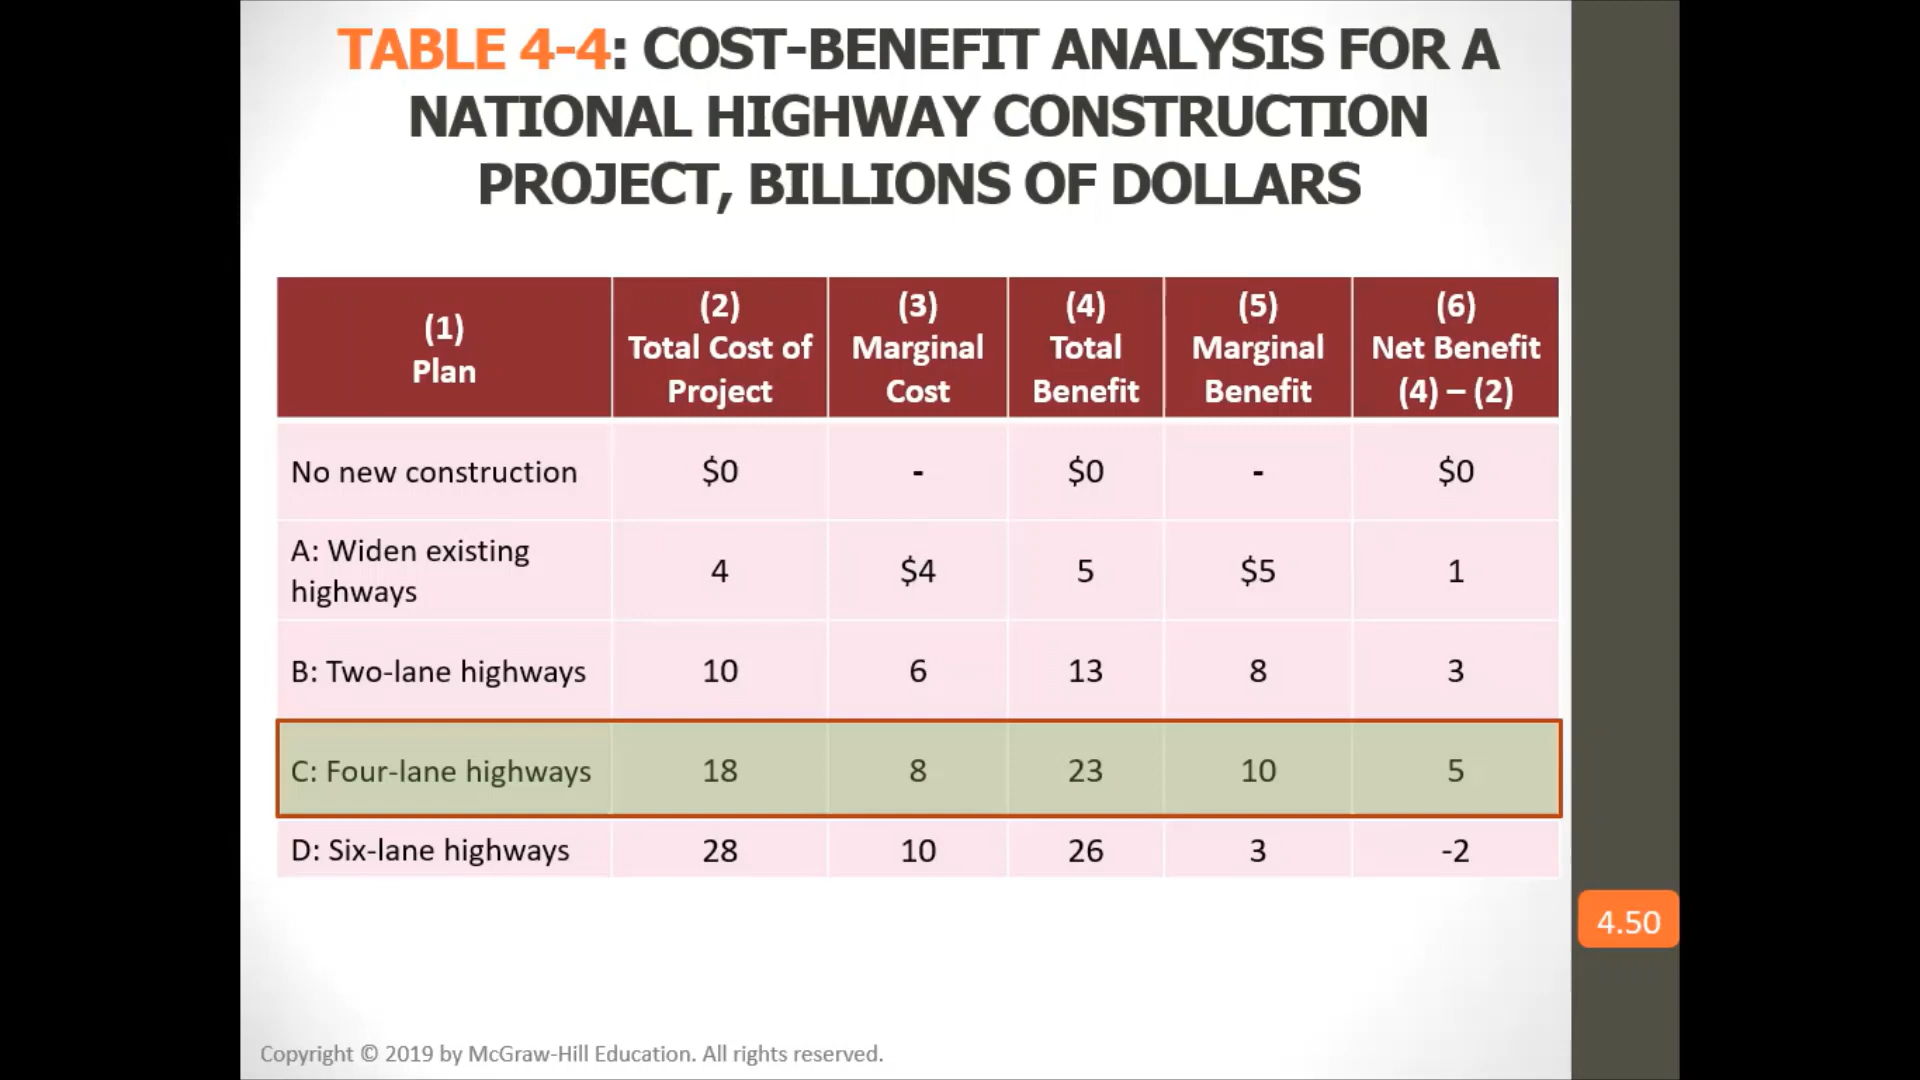 TABLE 4-4: COST-BENEFIT ANALYSIS FOR A
NATIONAL HIGHWAY CONSTRUCTION
PROJECT, BILLIONS OF DOLLARS
(1)
Plan
(2)
Total Cost of
Project
(3)
Marginal
Cost
(4)
Total
Benefit
(5)
Marginal
Benefit
(6)
Net Benefit
(4) – (2)
No new construction $0 - $0 - $0
A: Widen existing
highways 4 $4 5 $5 1
B: Two-lane highways 10 6 13 8 3
C: Four-lane highways 18 8 23 10 5
D: Six-lane highways 28 10 26 3 -2
4.50
Copyright © 2019 by McGraw-Hill Education. All rights reserved.